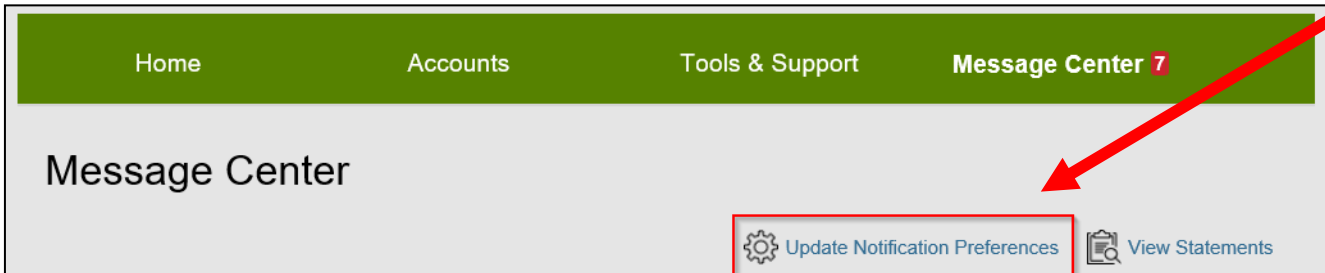 Home Accounts Tools & Support Message Center 7
Message Center
Update Notification Preferences View Statements